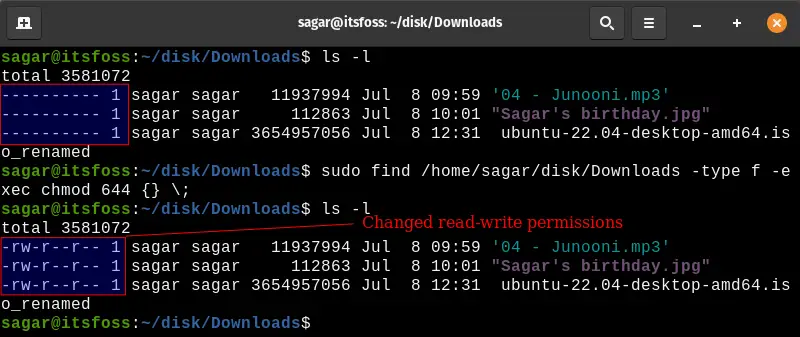 sagar@itsfoss: ~/disk/Downloads
sagar@itsfoss:~/disk/Downloads$ ls -l
total 3581072
---------- 1 sagar sagar   11937994 Jul  8 09:59 '04 - Junooni.mp3'
---------- 1 sagar sagar     112863 Jul  8 10:01 "Sagar's birthday.jpg"
---------- 1 sagar sagar 3654957056 Jul  8 12:31  ubuntu-22.04-desktop-amd64.is
o_renamed
sagar@itsfoss:~/disk/Downloads$ sudo find /home/sagar/disk/Downloads -type f -e
xec chmod 644 {} \;
sagar@itsfoss:~/disk/Downloads$ ls -l
total 3581072
Changed read-write permissions
-rw-r--r-- 1 sagar sagar   11937994 Jul  8 09:59 '04 - Junooni.mp3'
-rw-r--r-- 1 sagar sagar     112863 Jul  8 10:01 "Sagar's birthday.jpg"
-rw-r--r-- 1 sagar sagar 3654957056 Jul  8 12:31  ubuntu-22.04-desktop-amd64.is
o_renamed
sagar@itsfoss:~/disk/Downloads$